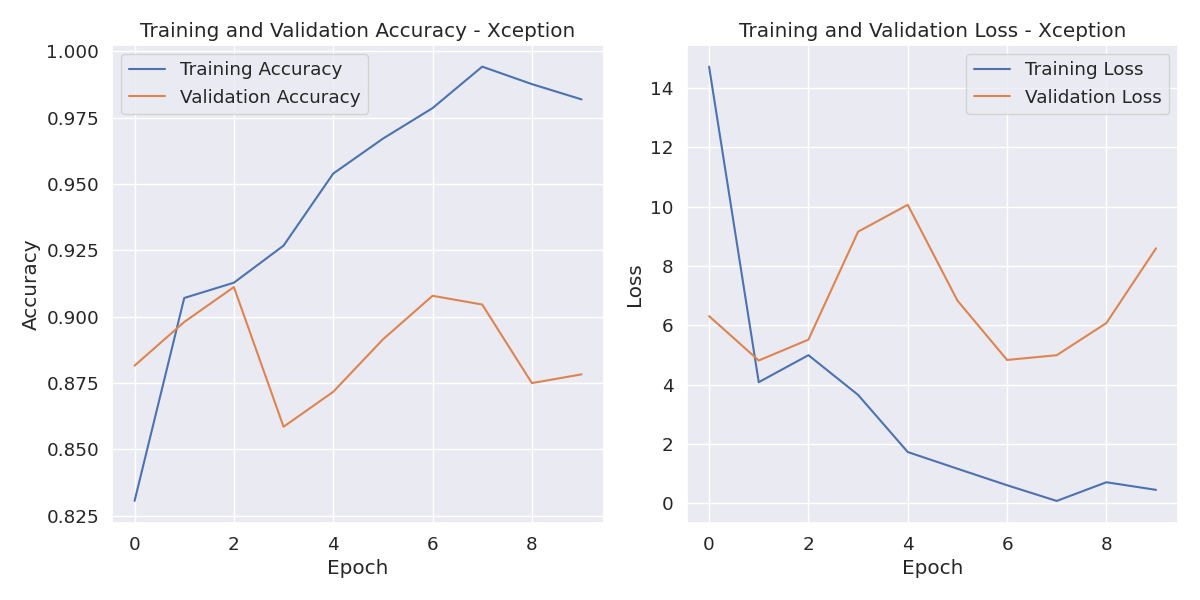 Training and Validation Accuracy - Xception
1.000
0.975
0.950
0.925
0.900
0.875
0.850
0.825
Accuracy
Training Accuracy
Validation Accuracy
0 2 4 6 8
Epoch
Training and Validation Loss - Xception
14
12
10
8
6
4
2
0
Loss
Training Loss
Validation Loss
0 2 4 6 8
Epoch